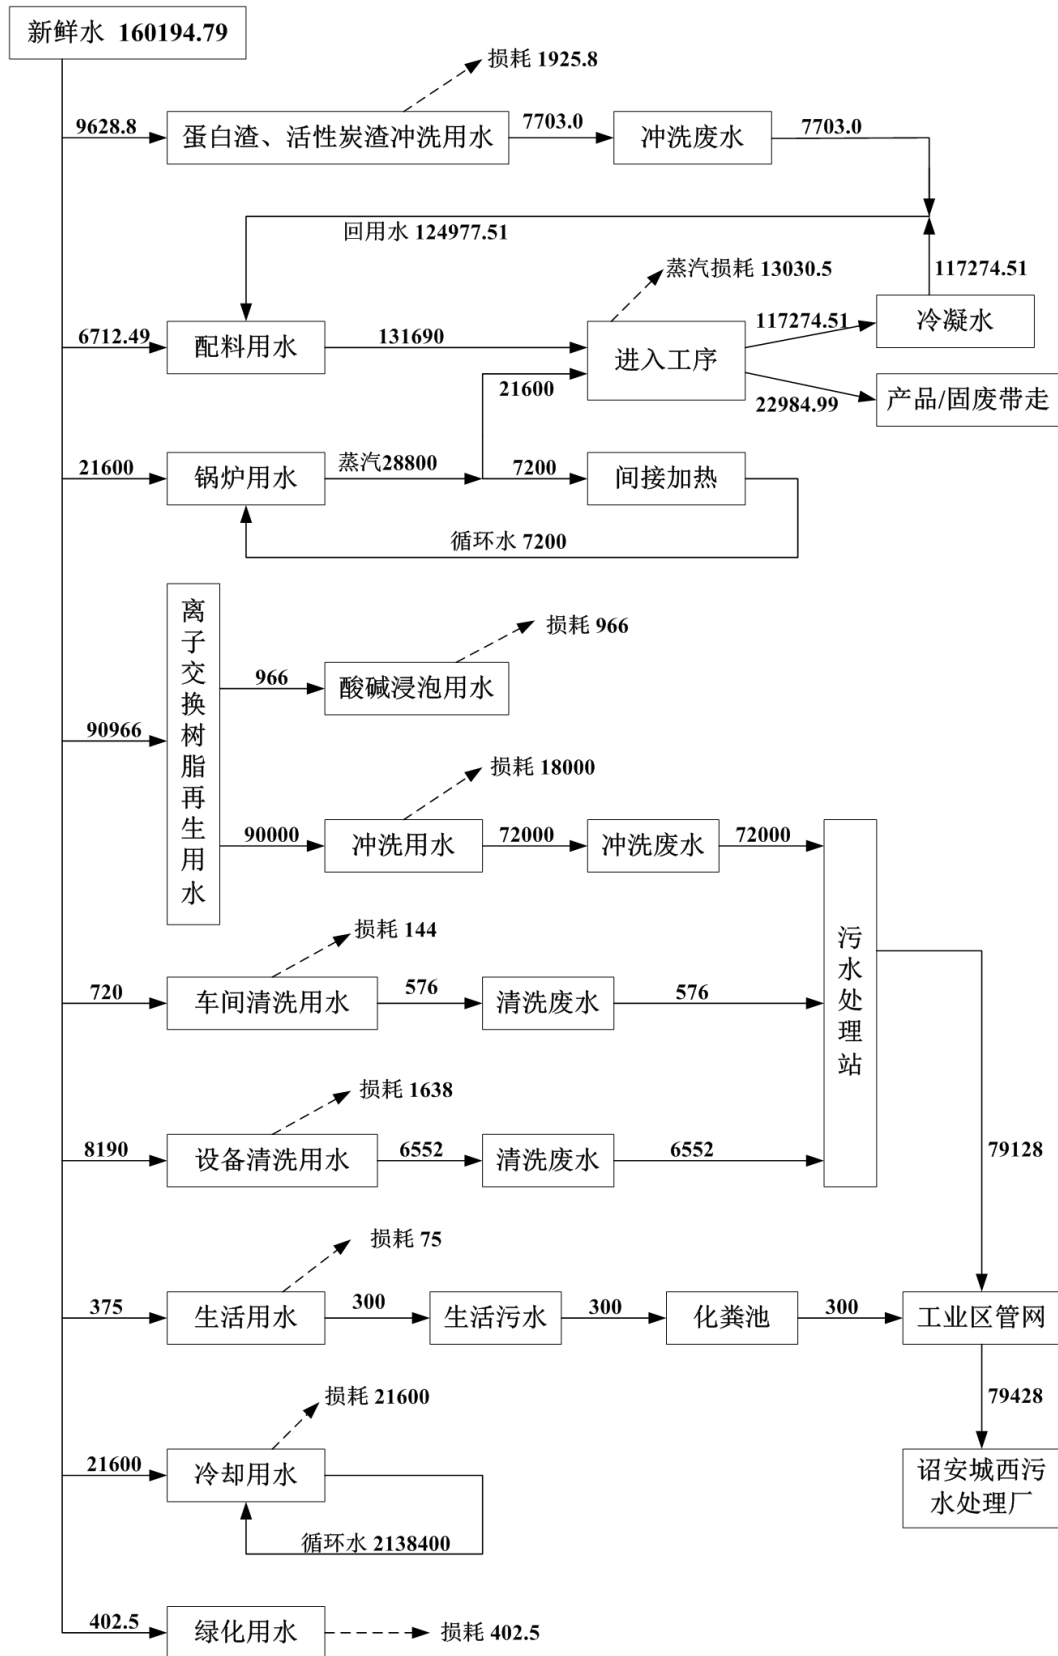 新鲜水 160194.79
损耗 1925.8
9628.8
蛋白渣、活性炭渣冲洗用水
7703.0
冲洗废水
7703.0
回用水 124977.51
蒸汽损耗 13030.5
117274.51
6712.49
配料用水
131690
进入工序
117274.51
冷凝水
21600
22984.99
产品/固废带走
21600
锅炉用水
蒸汽28800
7200
间接加热
循环水 7200
离子交换树脂再生用水
损耗 966
966
酸碱浸泡用水
90966
损耗 18000
90000
冲洗用水
72000
冲洗废水
72000
污水处理站
损耗 144
720
车间清洗用水
576
清洗废水
576
损耗 1638
8190
设备清洗用水
6552
清洗废水
6552
79128
损耗 75
375
生活用水
300
生活污水
300
化粪池
300
工业区管网
损耗 21600
79428
21600
冷却用水
诏安城西污
水处理厂
循环水 2138400
402.5
绿化用水
损耗 402.5